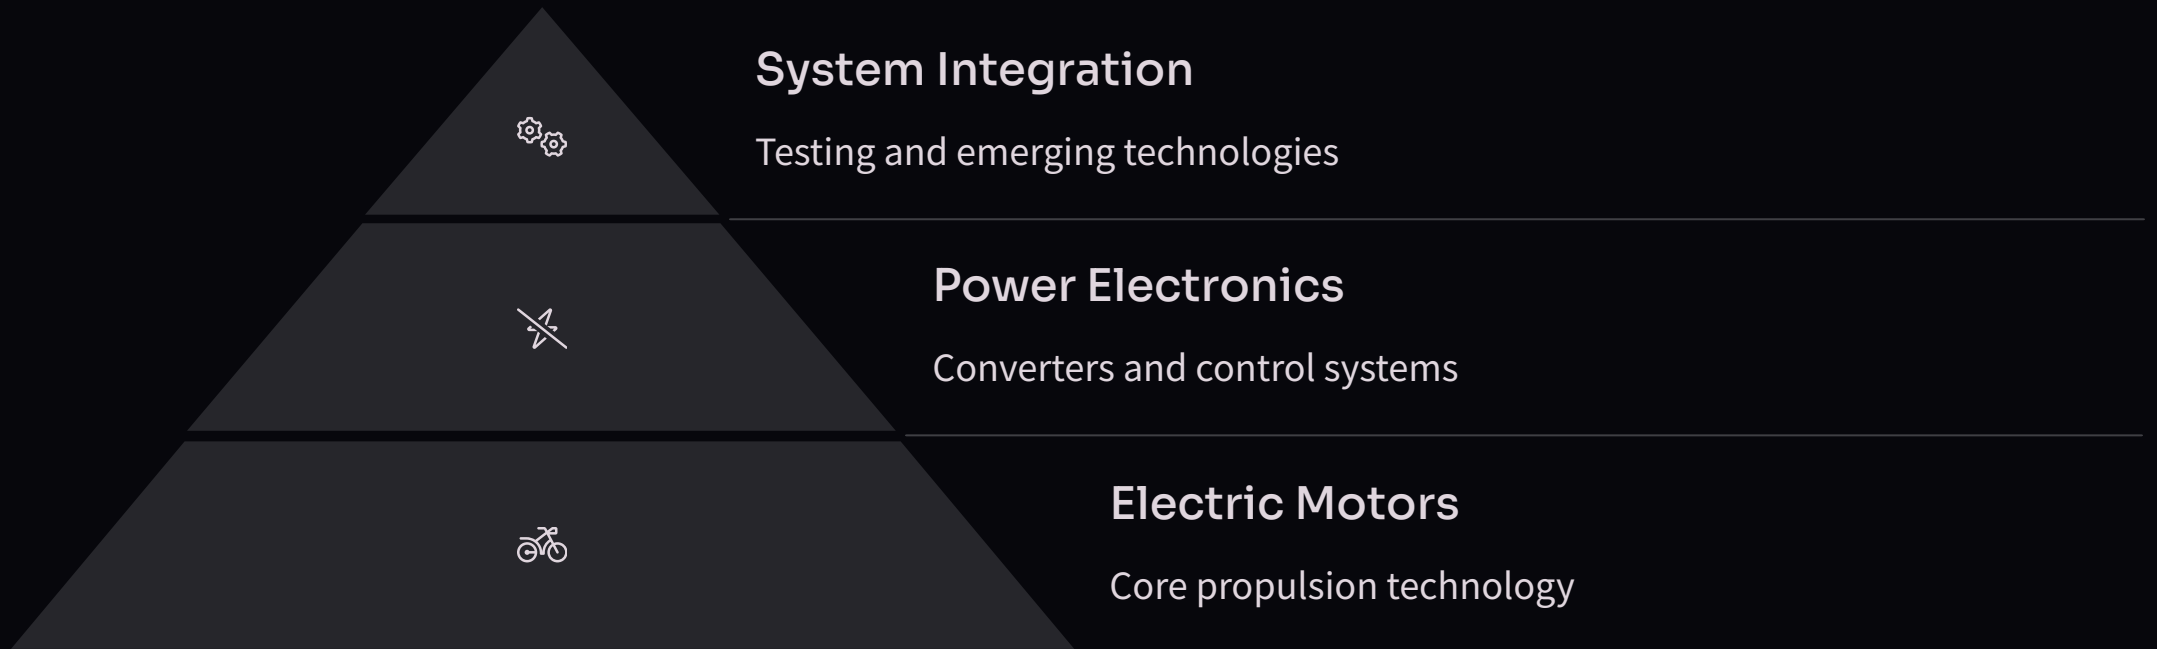 System Integration
Testing and emerging technologies
Power Electronics
Converters and control systems
Electric Motors
Core propulsion technology